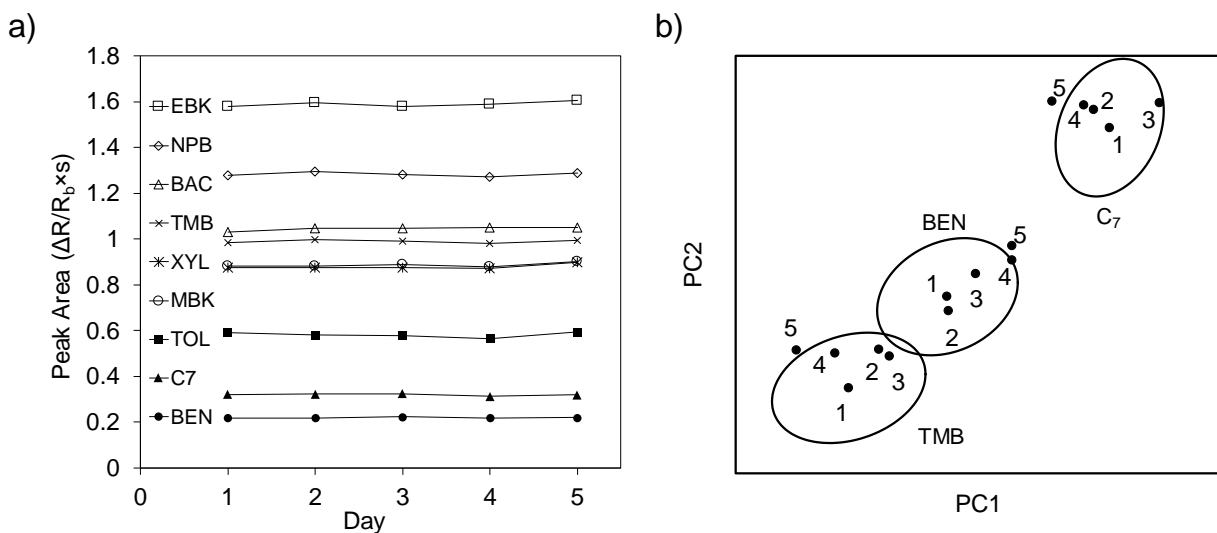 a)
Peak Area (ΔR/R_b×s)
1.8
1.6
1.4
1.2
1
0.8
0.6
0.4
0.2
0
EBK
NPB
BAC
TMB
XYL
MBK
TOL
C7
BEN
0 1 2 3 4 5
Day
b)
PC2
5
4
2
1
3
C₇
BEN
5
4
3
1
2
5
4
2
3
1
TMB
PC1